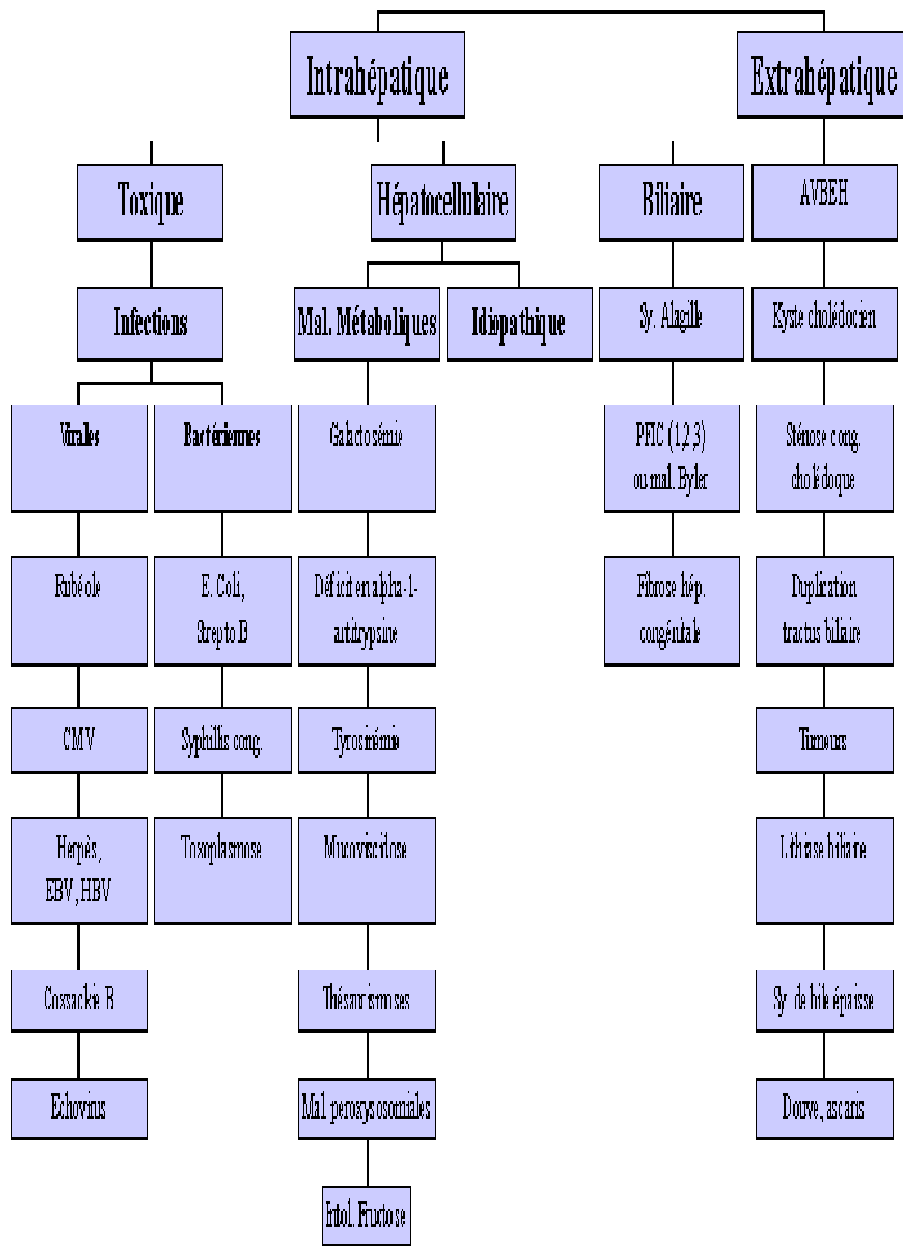 Intrahépatique
Extrahépatique
Toxique
Hépatocellulaire
Biliaire
AVBEH
Infections
Mal. Métaboliques
Idiopathique
Sy. Alagille
Kyste cholédocien
Virales
Bactériennes
Galactosémie
PFIC (1,2,3)
ou mal. Byler
Sténose cong.
cholédoque
Rubéole
E. Coli,
Strepto B
Déficit en alpha-1-
antitrypsine
Fibrose hép.
congénitale
Duplication
tractus biliaire
CMV
Syphillis cong.
Tyrosinémie
Tumeurs
Herpès,
EBV, HBV
Toxoplasmose
Mucoviscidose
Lithiase biliaire
Coxsackie B
Thésaurismoses
Sy. de bile épaisse
Echovirus
Mal peroxysosomiales
Douve, ascaris
Intol. Fructose